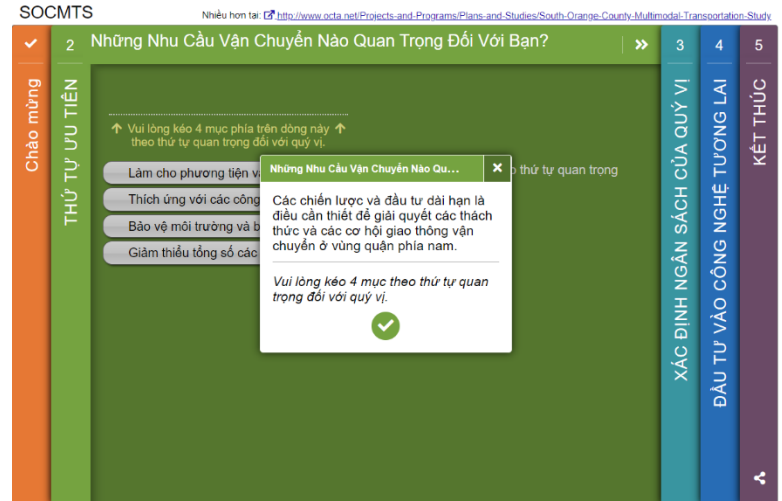 SOCMTS
Nhiều hơn tại: http://www.octa.net/Projects-and-Programs/Plans-and-Studies/South-Orange-County-Multimodal-Transportation-Study
Chào mừng
2
THỨ TỰ ƯU TIÊN
Những Nhu Cầu Vận Chuyển Nào Quan Trọng Đối Với Bạn?
Vui lòng kéo 4 mục phía trên dòng này
theo thứ tự quan trọng đối với quý vị.
Làm cho phương tiện
Thích ứng với các công
Bảo vệ môi trường và
Giảm thiểu tổng số các
thứ tự quan trọng
Những Nhu Cầu Vận Chuyển Nào Qu...
Các chiến lược và đầu tư dài hạn là
điều cần thiết để giải quyết các thách
thức và các cơ hội giao thông vận
chuyển ở vùng quận phía nam.
Vui lòng kéo 4 mục theo thứ tự quan
trọng đối với quý vị.
3
XÁC ĐỊNH NGÂN SÁCH CỦA QUÝ VỊ
4
ĐẦU TƯ VÀO CÔNG NGHỆ TƯƠNG LAI
5
KẾT THÚC